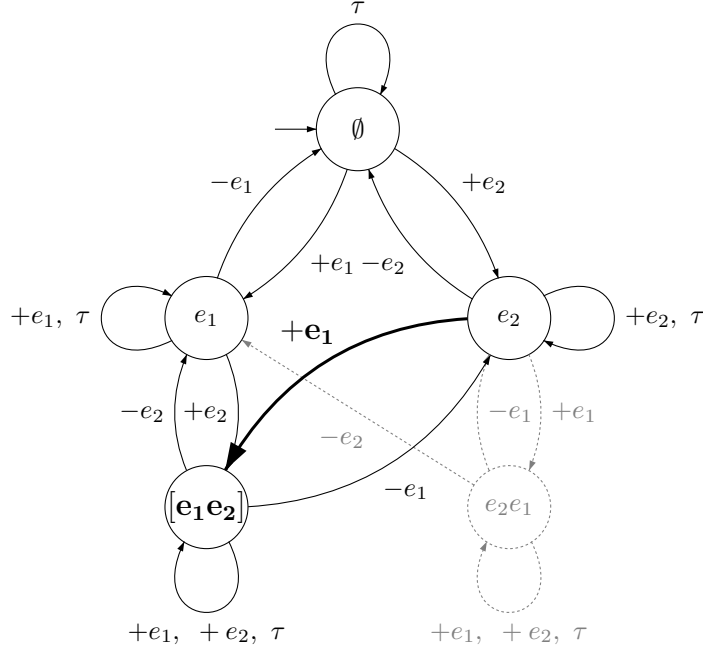 τ
∅
−e₁
+e₂
+e₁ −e₂
+e₁, τ
e₁
+𝐞₁
e₂
+e₂, τ
−e₂
+e₂
−e₂
−e₁
+e₁
−e₁
[𝐞₁𝐞₂]
e₂e₁
+e₁, +e₂, τ
+e₁, +e₂, τ